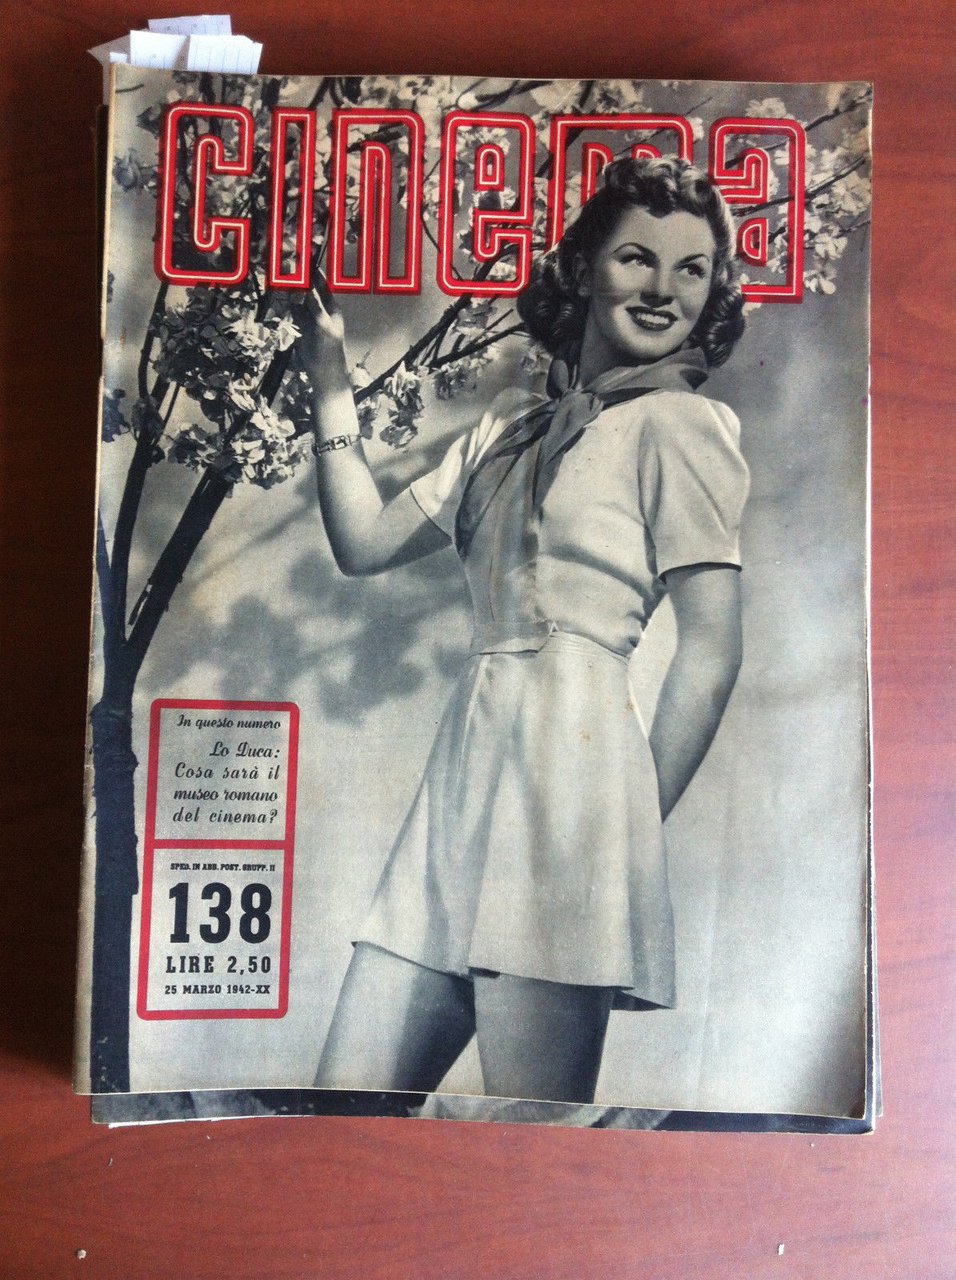 cinema
In questo numero
Lo Duca:
Cosa sarà il
museo romano
del cinema?
SPED. IN ABB. POST. GRUPP. II
138
LIRE 2,50
25 MARZO 1942-XX